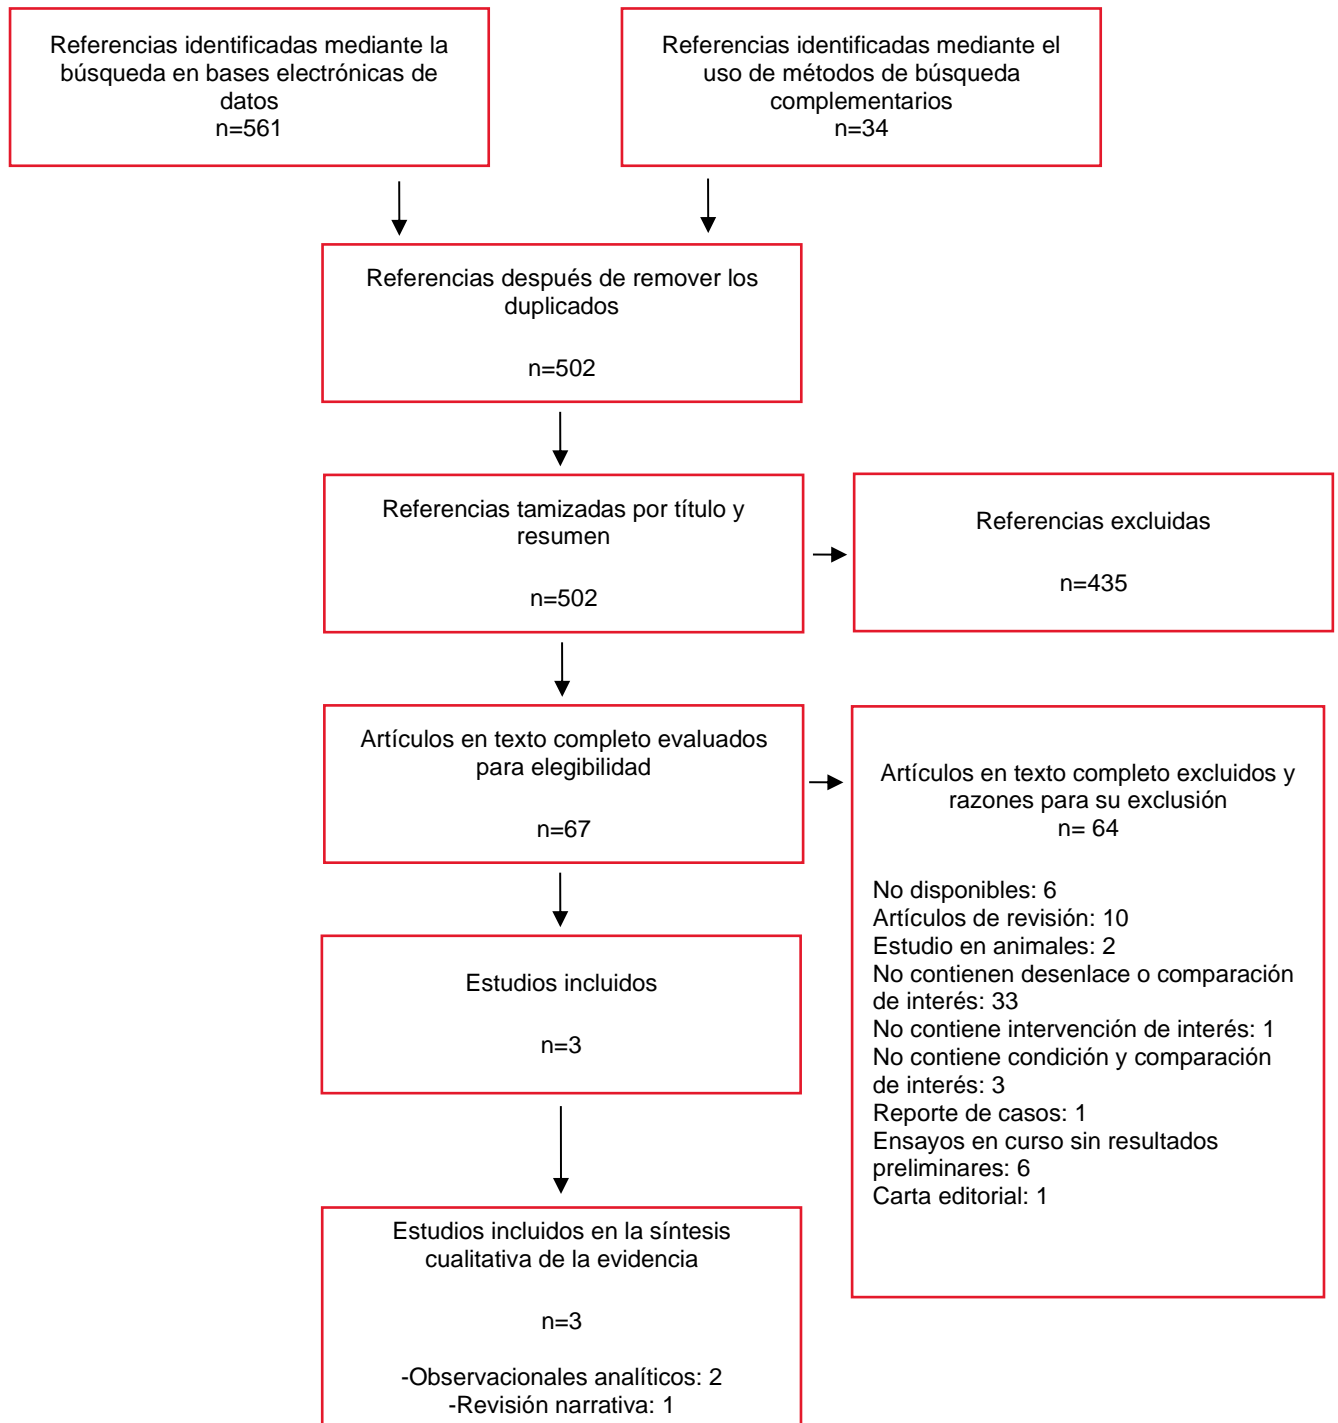 Referencias identificadas mediante la
búsqueda en bases electrónicas de
datos
n=561
Referencias identificadas mediante el
uso de métodos de búsqueda
complementarios
n=34
Referencias después de remover los
duplicados
n=502
Referencias tamizadas por título y
resumen
n=502
Referencias excluidas
n=435
Artículos en texto completo evaluados
para elegibilidad
n=67
Artículos en texto completo excluidos y
razones para su exclusión
n= 64
No disponibles: 6
Artículos de revisión: 10
Estudio en animales: 2
No contienen desenlace o comparación
de interés: 33
No contiene intervención de interés: 1
No contiene condición y comparación
de interés: 3
Reporte de casos: 1
Ensayos en curso sin resultados
preliminares: 6
Carta editorial: 1
Estudios incluidos
n=3
Estudios incluidos en la síntesis
cualitativa de la evidencia
n=3
-Observacionales analíticos: 2
-Revisión narrativa: 1